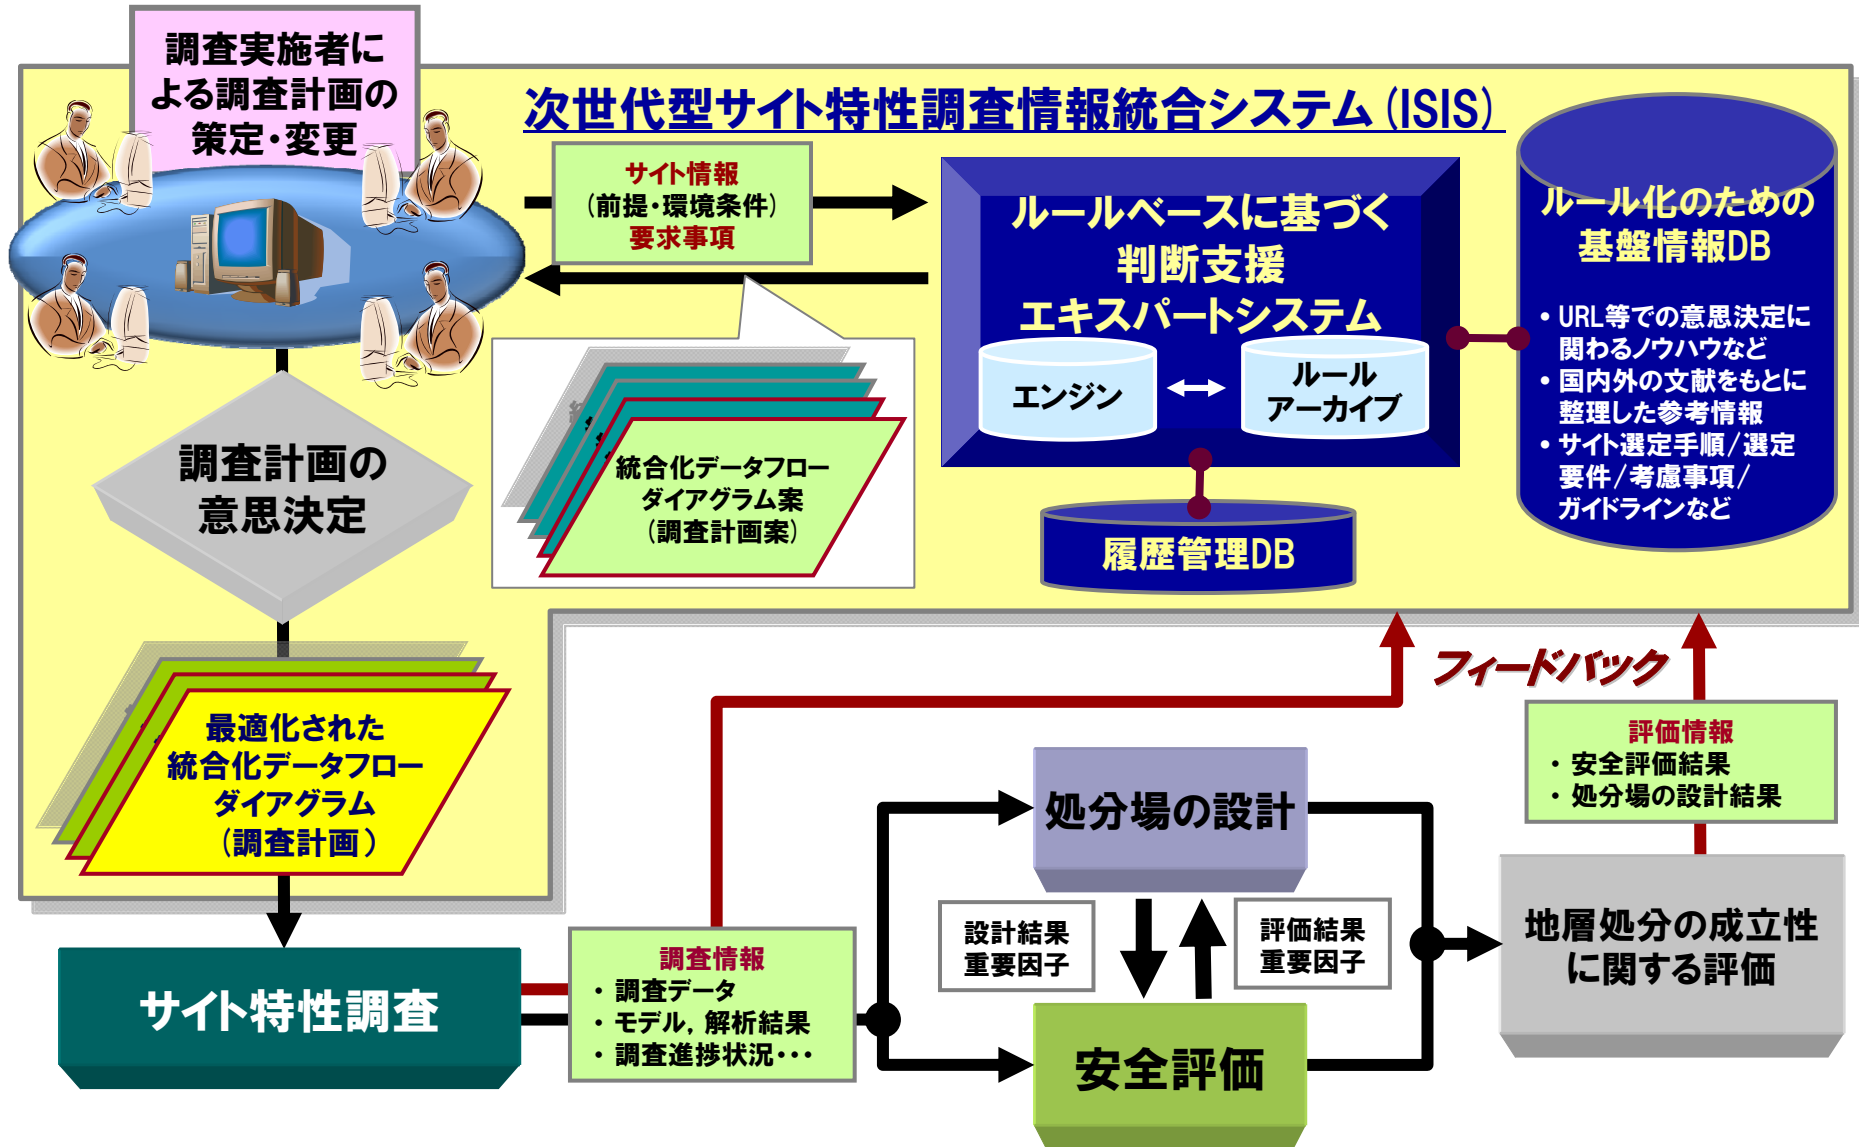 調査実施者に
よる調査計画の
策定・変更
次世代型サイト特性調査情報統合システム(ISIS)
サイト情報
(前提・環境条件)
要求事項
ルールベースに基づく
判断支援
エキスパートシステム
エンジン
ルール
アーカイブ
ルール化のための
基盤情報DB
・URL等での意思決定に
関わるノウハウなど
・国内外の文献をもとに
整理した参考情報
・サイト選定手順/選定
要件/考慮事項/
ガイドラインなど
履歴管理DB
統合化データフロー
ダイアグラム案
(調査計画案)
調査計画の
意思決定
最適化された
統合化データフロー
ダイアグラム
(調査計画)
フィードバック
評価情報
・安全評価結果
・処分場の設計結果
処分場の設計
設計結果
重要因子
評価結果
重要因子
地層処分の成立性
に関する評価
サイト特性調査
調査情報
・調査データ
・モデル,解析結果
・調査進捗状況・・・
安全評価